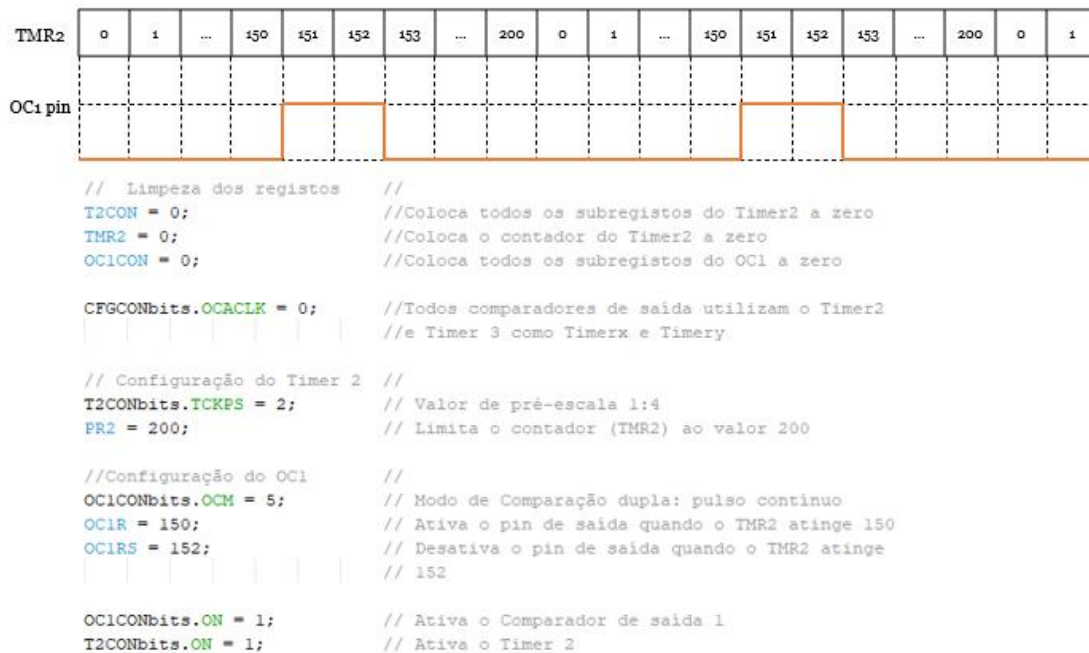 TMR2 0 1 ... 150 151 152 153 ... 200 0 1 ... 150 151 152 153 ... 200 0 1
OC1 pin
// Limpeza dos registos //
T2CON = 0; //Coloca todos os subregistos do Timer2 a zero
TMR2 = 0; //Coloca o contador do Timer2 a zero
OC1CON = 0; //Coloca todos os subregistos do OC1 a zero
CFGCONbits.OCACLK = 0; //Todos comparadores de saída utilizam o Timer2
//e Timer 3 como Timerx e Timery
// Configuração do Timer 2 //
T2CONbits.TCKPS = 2; // Valor de pré-escala 1:4
PR2 = 200; // Limita o contador (TMR2) ao valor 200
//Configuração do OC1 //
OC1CONbits.OCM = 5; // Modo de Comparação dupla: pulso contínuo
OC1R = 150; // Ativa o pin de saída quando o TMR2 atinge 150
OC1RS = 152; // Desativa o pin de saída quando o TMR2 atinge
// 152
OC1CONbits.ON = 1; // Ativa o Comparador de saída 1
T2CONbits.ON = 1; // Ativa o Timer 2